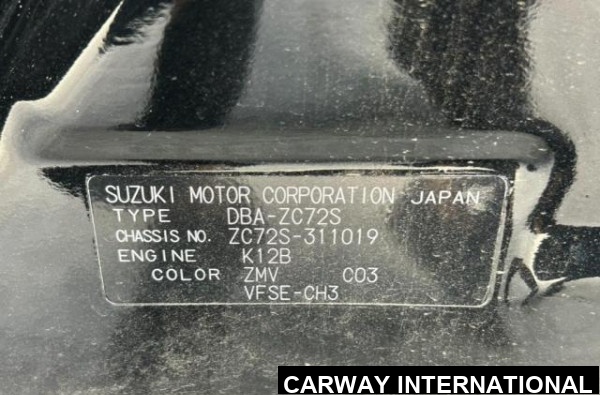 SUZUKI MOTOR CORPORATION JAPAN
TYPE DBA-ZC72S
CHASSIS NO. ZC72S-311019
ENGINE K12B
COLOR ZMV C03
VFSE-CH3
CARWAY INTERNATIONAL